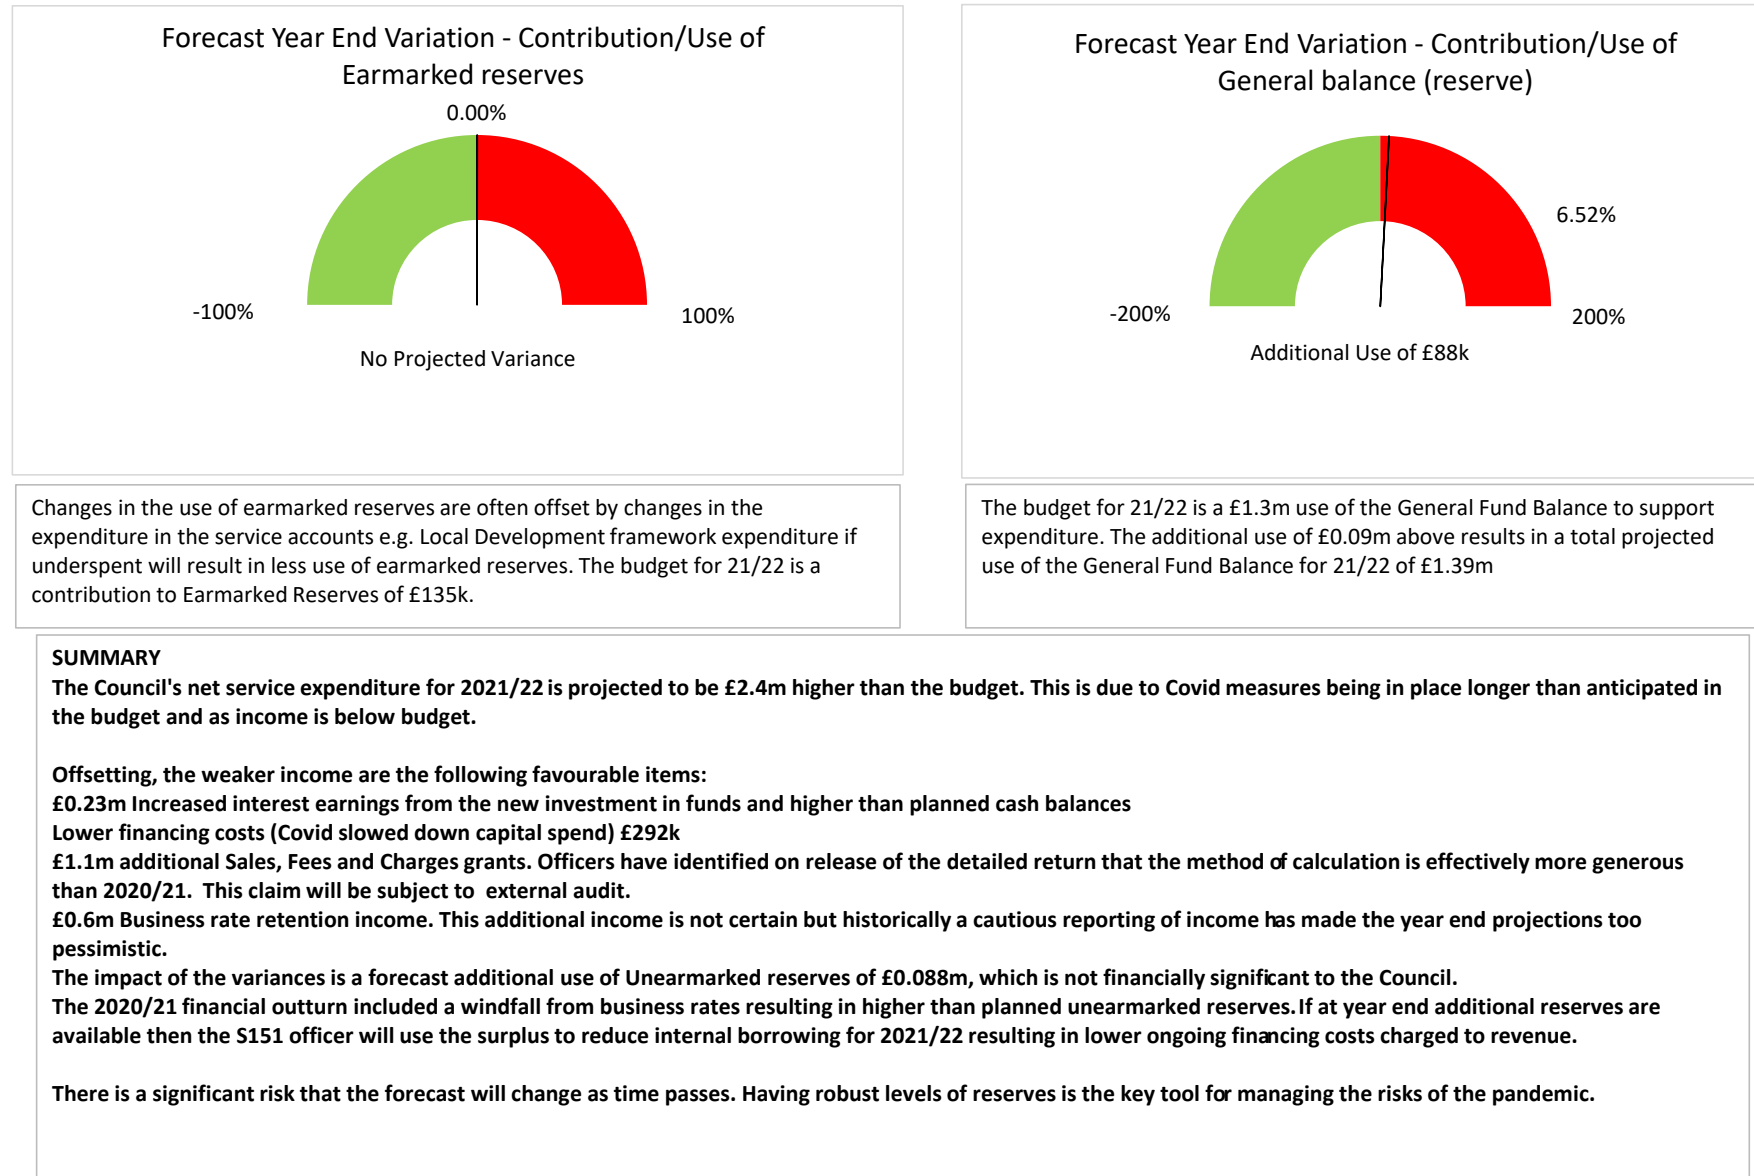 Forecast Year End Variation - Contribution/Use of
Earmarked reserves
0.00%
-100%
100%
No Projected Variance
Forecast Year End Variation - Contribution/Use of
General balance (reserve)
6.52%
-200%
200%
Additional Use of £88k
Changes in the use of earmarked reserves are often offset by changes in the
expenditure in the service accounts e.g. Local Development framework expenditure if
underspent will result in less use of earmarked reserves. The budget for 21/22 is a
contribution to Earmarked Reserves of £135k.
The budget for 21/22 is a £1.3m use of the General Fund Balance to support
expenditure. The additional use of £0.09m above results in a total projected
use of the General Fund Balance for 21/22 of £1.39m
SUMMARY
The Council's net service expenditure for 2021/22 is projected to be £2.4m higher than the budget. This is due to Covid measures being in place longer than anticipated in
the budget and as income is below budget.
Offsetting, the weaker income are the following favourable items:
£0.23m Increased interest earnings from the new investment in funds and higher than planned cash balances
Lower financing costs (Covid slowed down capital spend) £292k
£1.1m additional Sales, Fees and Charges grants. Officers have identified on release of the detailed return that the method of calculation is effectively more generous
than 2020/21. This claim will be subject to external audit.
£0.6m Business rate retention income. This additional income is not certain but historically a cautious reporting of income has made the year end projections too
pessimistic.
The impact of the variances is a forecast additional use of Unearmarked reserves of £0.088m, which is not financially significant to the Council.
The 2020/21 financial outturn included a windfall from business rates resulting in higher than planned unearmarked reserves. If at year end additional reserves are
available then the S151 officer will use the surplus to reduce internal borrowing for 2021/22 resulting in lower ongoing financing costs charged to revenue.
There is a significant risk that the forecast will change as time passes. Having robust levels of reserves is the key tool for managing the risks of the pandemic.